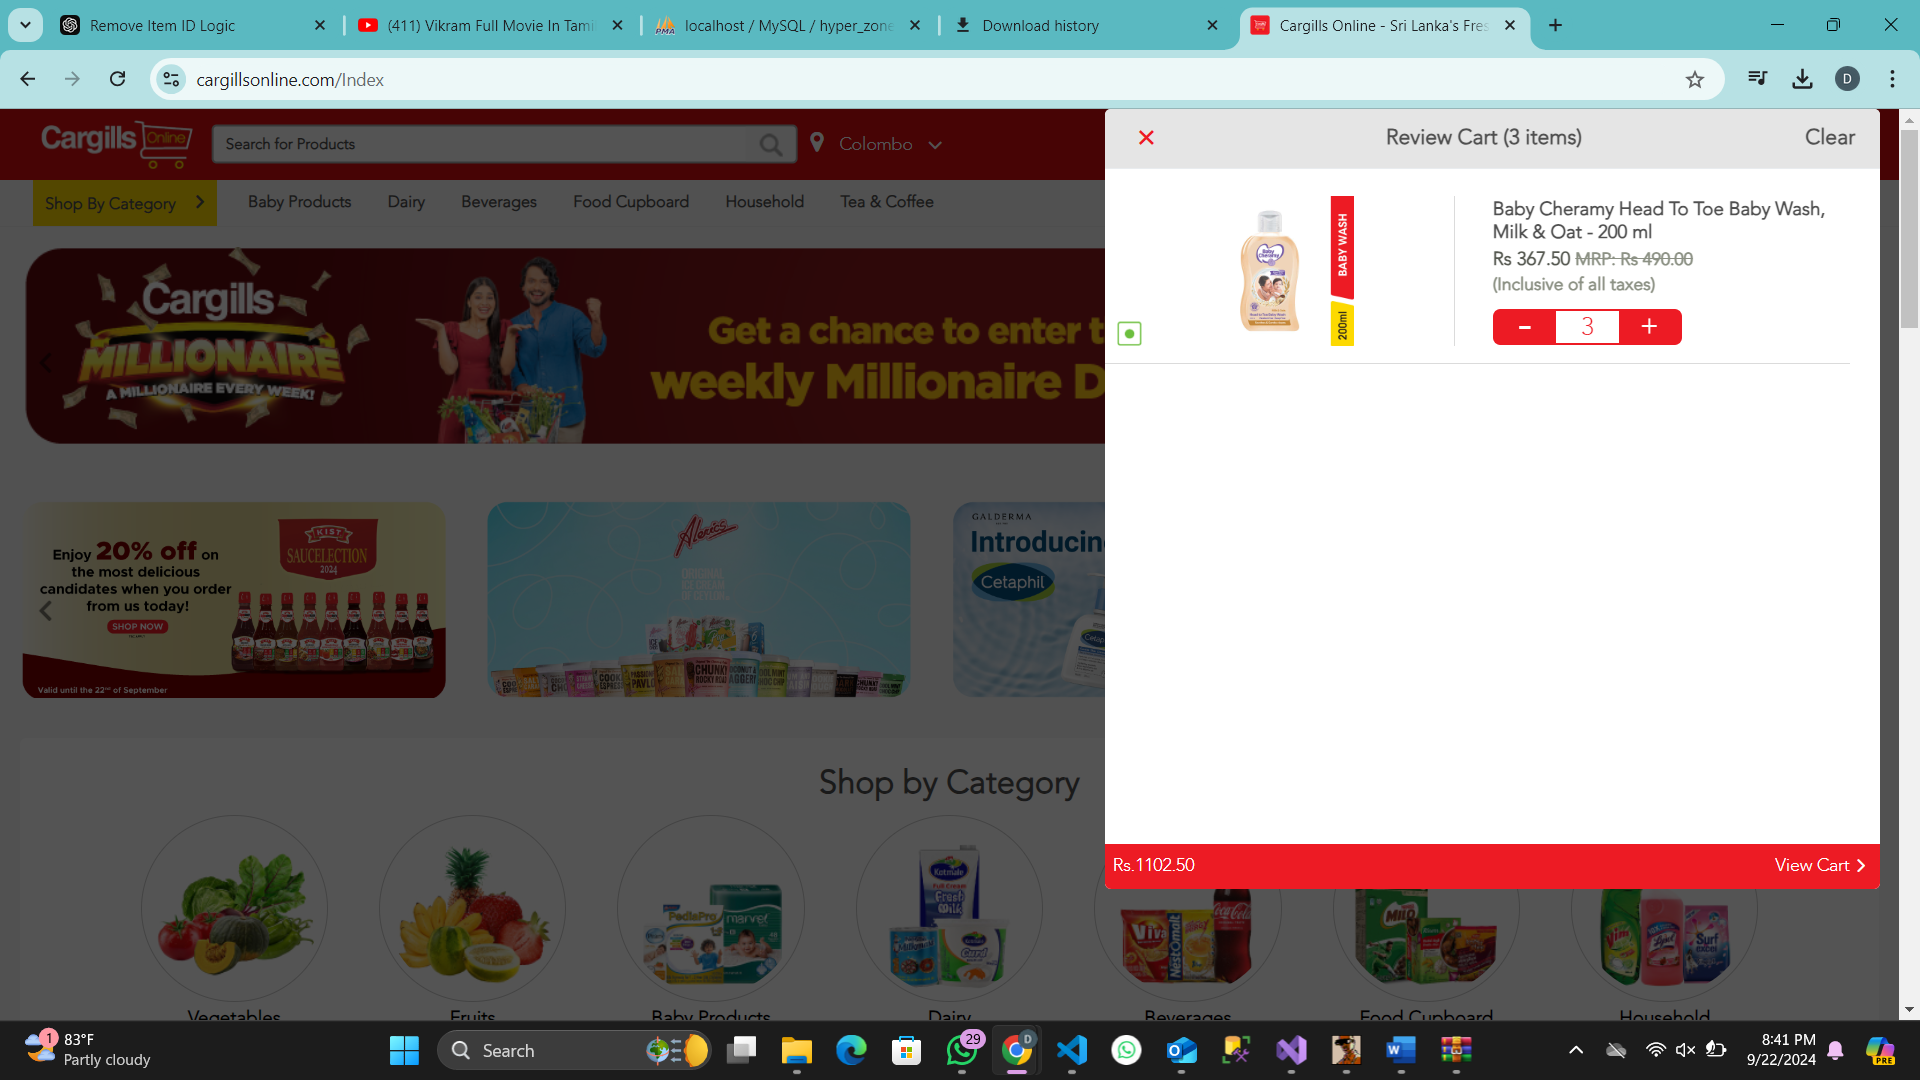 Remove Item ID Logic
(411) Vikram Full Movie In Tami
localhost / MySQL / hyper_zone
Download history
Cargills Online - Sri Lanka's Fres
cargillsonline.com/Index
D
Cargills Online
Search for Products
Colombo
Shop By Category
Baby Products
Dairy
Beverages
Food Cupboard
Household
Tea & Coffee
Cargills
MILLIONAIRE
A MILLIONAIRE EVERY WEEK!
Get a chance to enter t
weekly Millionaire D
Review Cart (3 items)
Clear
BABY WASH
200ml
Baby Cheramy Head To Toe Baby Wash,
Milk & Oat - 200 ml
Rs 367.50 MRP: Rs 490.00
(Inclusive of all taxes)
-
3
+
Rs.1102.50
View Cart
Enjoy 20% off on
the most delicious
candidates when you order
from us today!
SHOP NOW
KIST
SAUCELECTION
2024
Valid until the 22nd of September
Alerics
ORIGINAL
ICE CREAM
OF CEYLON
GALDERMA
Introducin
Cetaphil
Shop by Category
Vegetables
Fruits
Baby Products
Dairy
Beverages
Food Cupboard
Household
1
83°F
Partly cloudy
Search
29
D
8:41 PM
9/22/2024
PRE